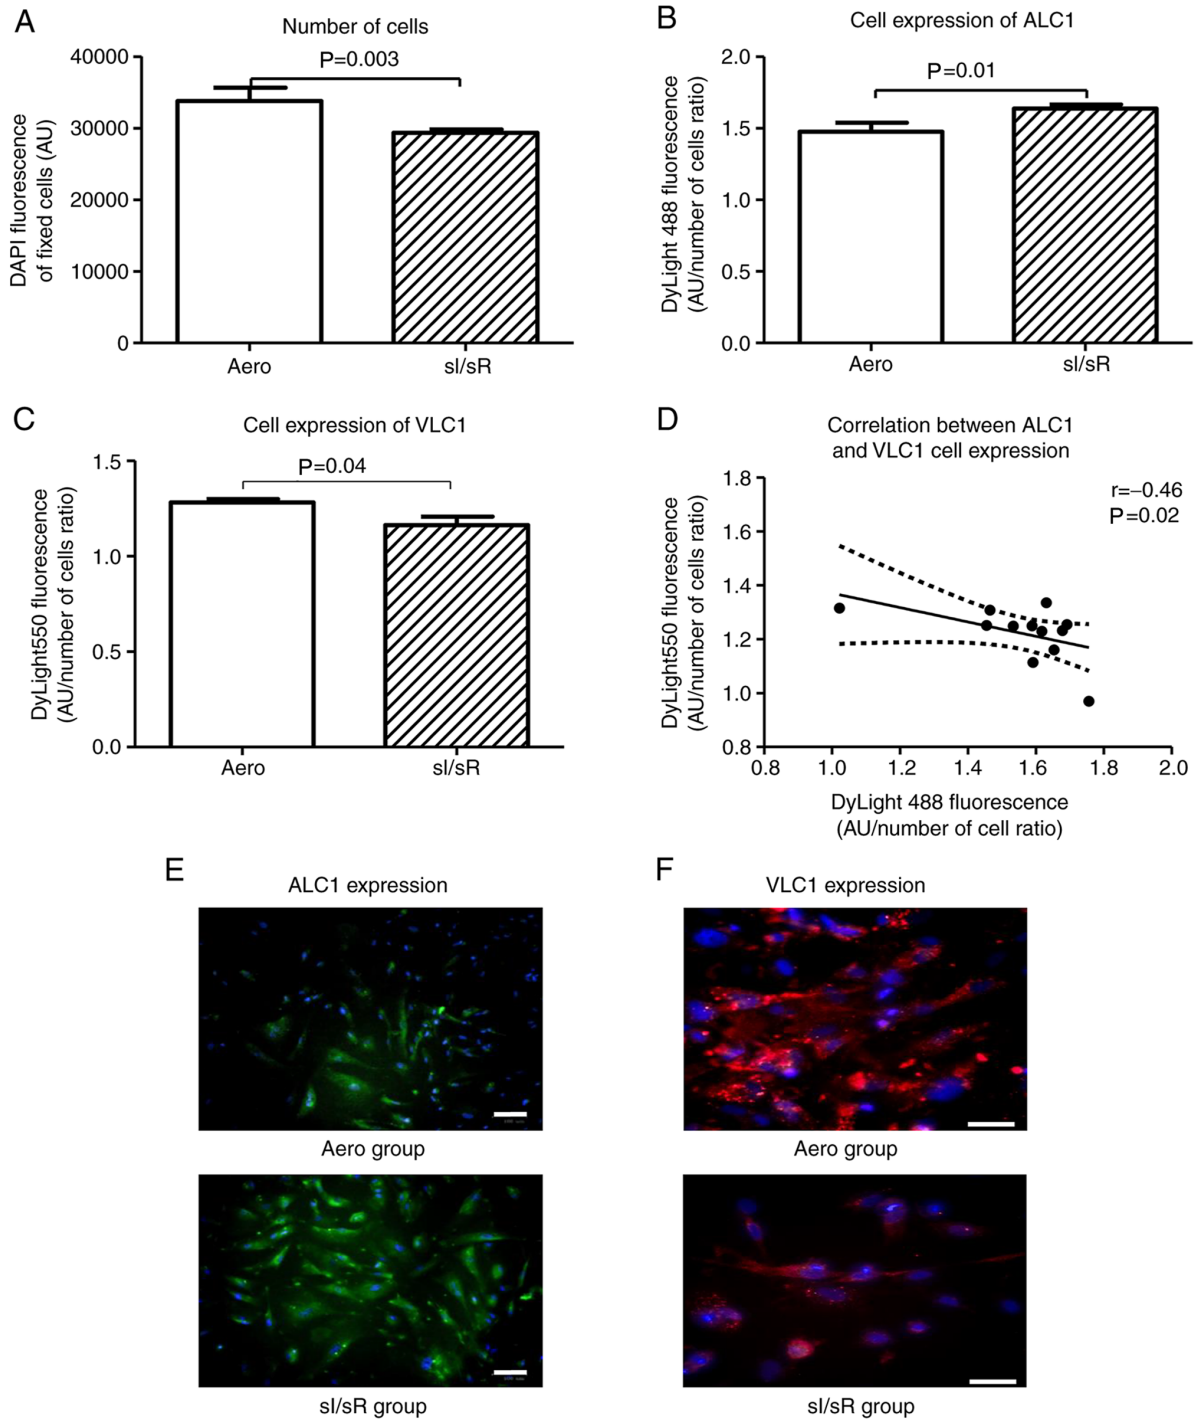 A
Number of cells
P=0.003
DAPI fluorescence
of fixed cells (AU)
40000
30000
20000
10000
0
Aero
sI/sR
B
Cell expression of ALC1
P=0.01
DyLight 488 fluorescence
(AU/number of cells ratio)
2.0
1.5
1.0
0.5
0.0
Aero
sI/sR
C
Cell expression of VLC1
P=0.04
DyLight550 fluorescence
(AU/number of cells ratio)
1.5
1.0
0.5
0.0
Aero
sI/sR
D
Correlation between ALC1
and VLC1 cell expression
r=−0.46
P=0.02
DyLight550 fluorescence
(AU/number of cells ratio)
1.8
1.6
1.4
1.2
1.0
0.8
0.8 1.0 1.2 1.4 1.6 1.8 2.0
DyLight 488 fluorescence
(AU/number of cell ratio)
E
ALC1 expression
Aero group
sI/sR group
F
VLC1 expression
Aero group
sI/sR group